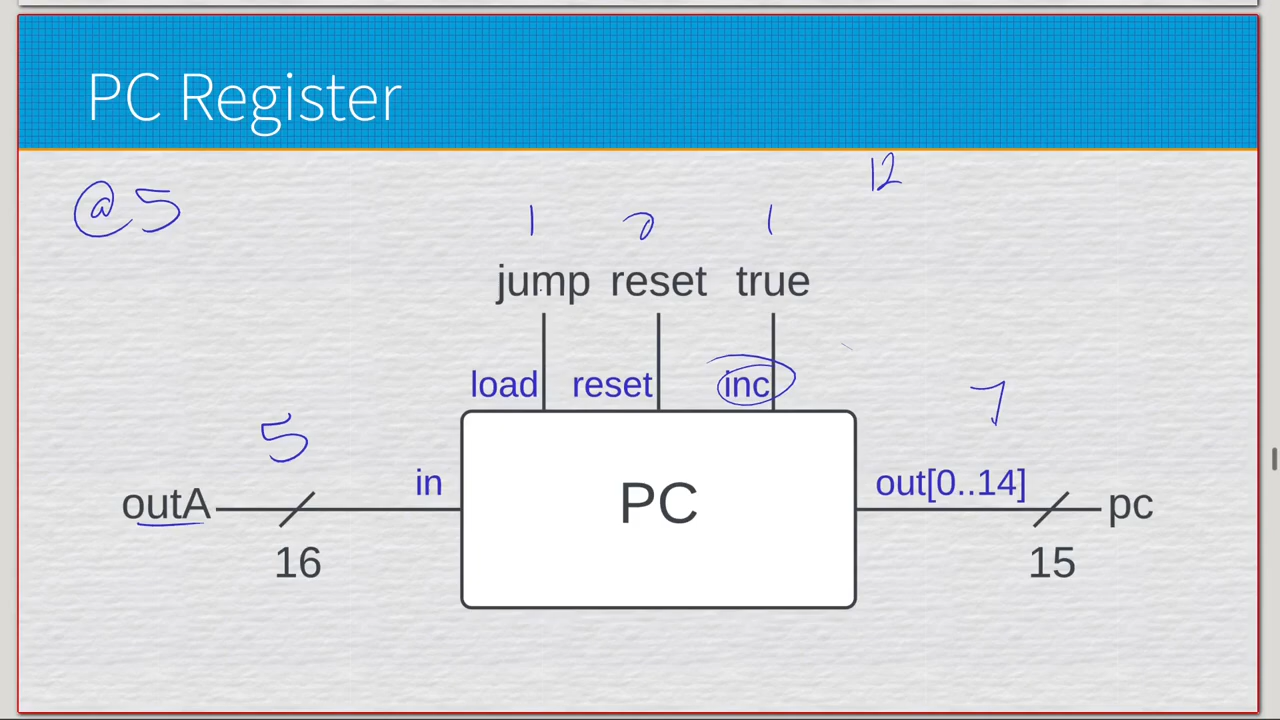 PC Register
12
@5
1 0 1
jump reset true
load reset inc
5 7
in out[0..14]
outA PC pc
16 15